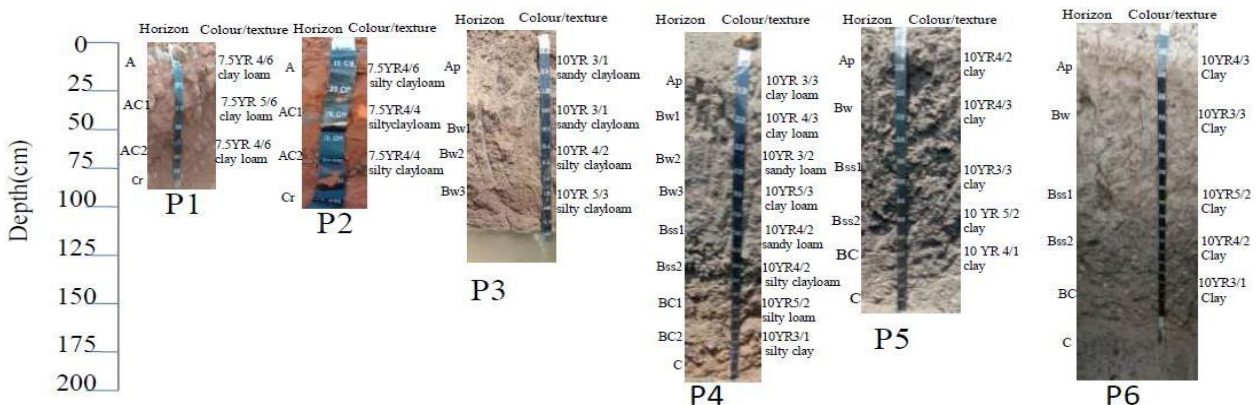 Depth(cm)
0
25
50
75
100
125
150
175
200
Horizon Colour/texture
A
AC1
AC2
Cr
7.5YR 4/6
clay loam
7.5YR 5/6
clay loam
7.5YR 4/6
clay loam
P1
Horizon Colour/texture
A
AC1
AC2
Cr
7.5YR4/6
silty clayloam
7.5YR4/4
siltyclayloam
7.5YR4/4
silty clayloam
P2
Horizon Colour/texture
Ap
Bw1
Bw2
Bw3
10YR 3/1
sandy clayloam
10YR 3/1
sandy clayloam
10YR 4/2
silty clayloam
10YR 5/3
silty clayloam
P3
Horizon Colour/texture
Ap
Bw1
Bw2
Bw3
Bss1
Bss2
BC1
BC2
C
10YR 3/3
clay loam
10YR 4/3
clay loam
10YR 3/2
sandy loam
10YR5/3
clay loam
10YR4/2
sandy loam
10YR4/2
silty clayloam
10YR5/2
silty loam
10YR3/1
silty clay
P4
Horizon Colour/texture
Ap
Bw
Bss1
Bss2
BC
C
10YR4/2
clay
10YR4/3
clay
10YR3/3
clay
10 YR 5/2
clay
10 YR 4/1
clay
P5
Horizon Colour/texture
Ap
Bw
Bss1
Bss2
BC
C
10YR4/3
Clay
10YR3/3
Clay
10YR5/2
Clay
10YR4/2
Clay
10YR3/1
Clay
P6